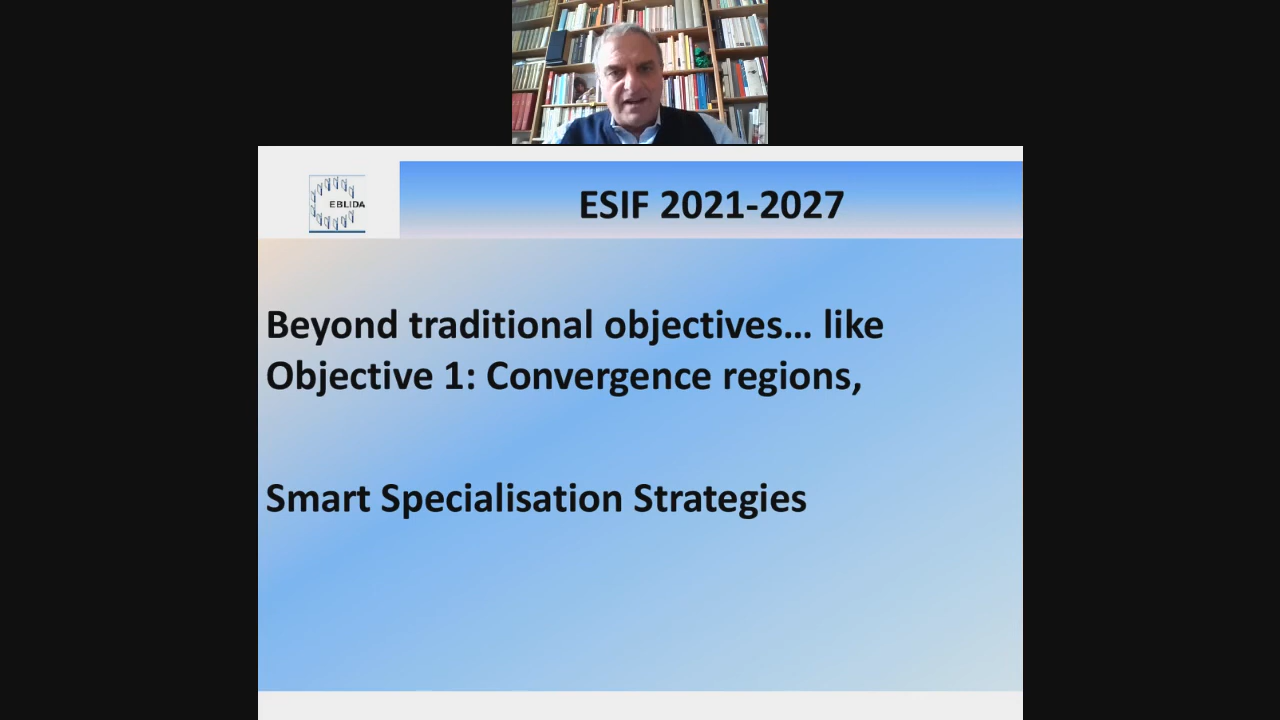 EBLIDA
ESIF 2021-2027
Beyond traditional objectives… like
Objective 1: Convergence regions,
Smart Specialisation Strategies